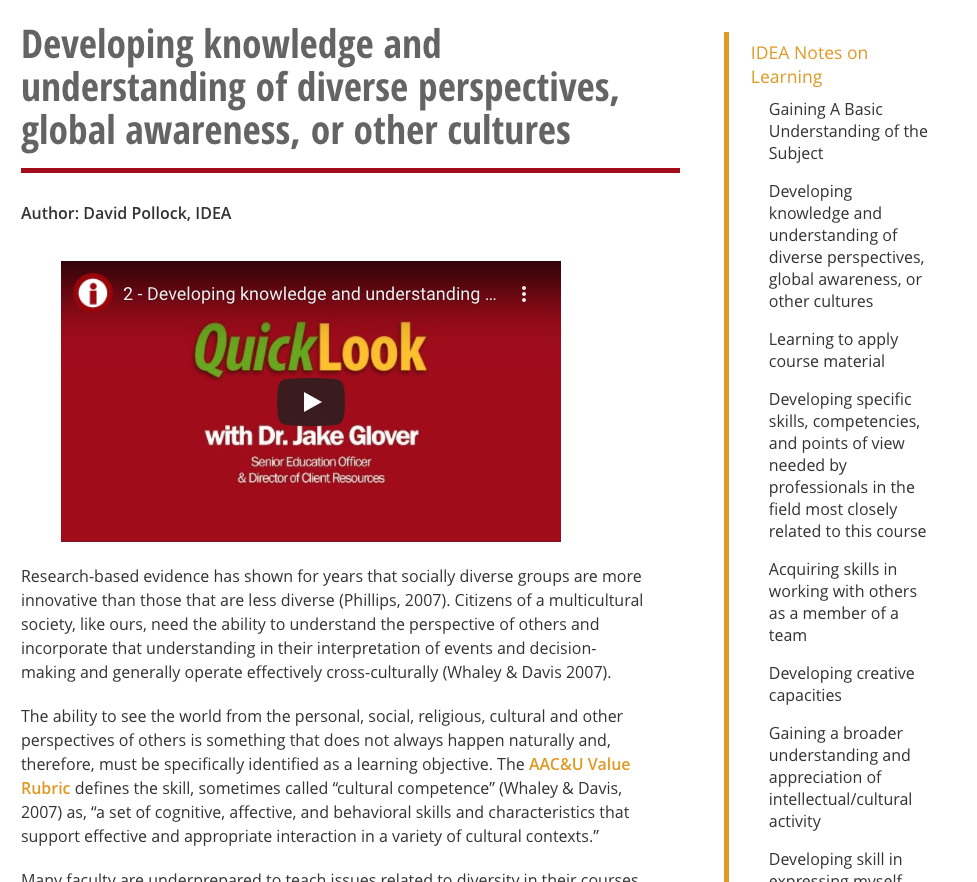 Developing knowledge and
understanding of diverse perspectives,
global awareness, or other cultures
Author: David Pollock, IDEA
2 - Developing knowledge and understanding ...
QuickLook
with Dr. Jake Glover
Senior Education Officer
& Director of Client Resources
Research-based evidence has shown for years that socially diverse groups are more
innovative than those that are less diverse (Phillips, 2007). Citizens of a multicultural
society, like ours, need the ability to understand the perspective of others and
incorporate that understanding in their interpretation of events and decision-
making and generally operate effectively cross-culturally (Whaley & Davis 2007).
The ability to see the world from the personal, social, religious, cultural and other
perspectives of others is something that does not always happen naturally and,
therefore, must be specifically identified as a learning objective. The AAC&U Value
Rubric defines the skill, sometimes called “cultural competence” (Whaley & Davis,
2007) as, “a set of cognitive, affective, and behavioral skills and characteristics that
support effective and appropriate interaction in a variety of cultural contexts.”
Many faculty are underprepared to teach issues related to diversity in their courses
IDEA Notes on
Learning
Gaining A Basic
Understanding of the
Subject
Developing
knowledge and
understanding of
diverse perspectives,
global awareness, or
other cultures
Learning to apply
course material
Developing specific
skills, competencies,
and points of view
needed by
professionals in the
field most closely
related to this course
Acquiring skills in
working with others
as a member of a
team
Developing creative
capacities
Gaining a broader
understanding and
appreciation of
intellectual/cultural
activity
Developing skill in
expressing myself